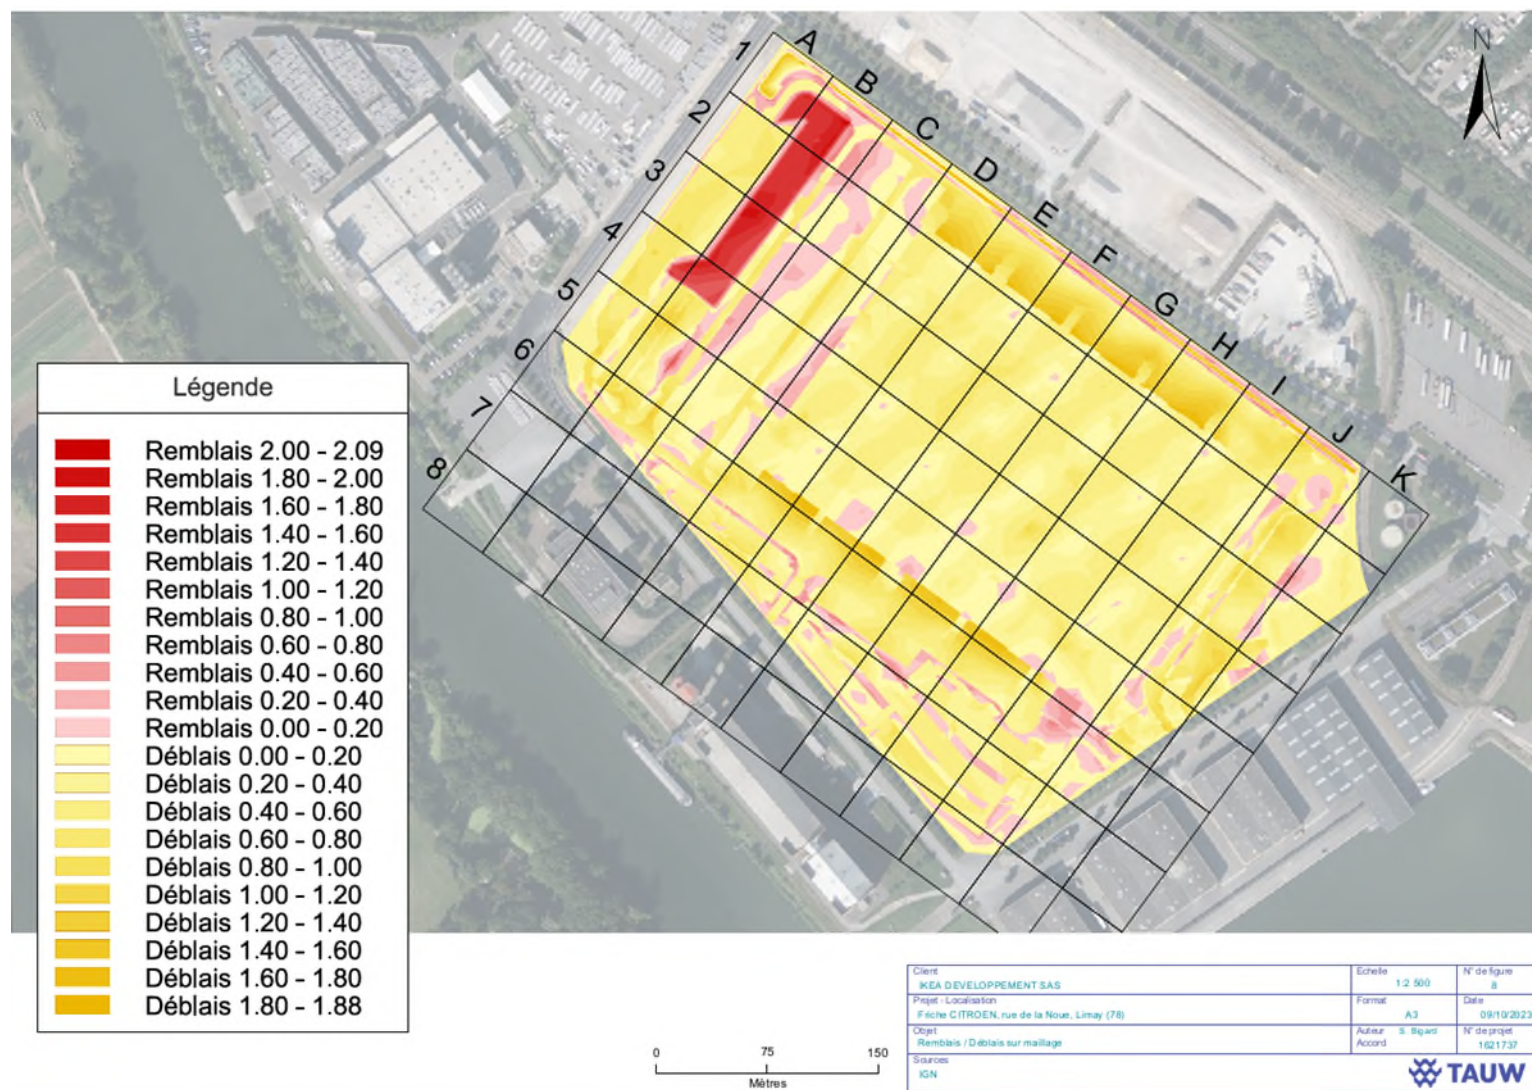 N
A
B
C
D
E
F
G
H
I
J
K
1
2
3
4
5
6
7
8
Légende
Remblais 2.00 - 2.09
Remblais 1.80 - 2.00
Remblais 1.60 - 1.80
Remblais 1.40 - 1.60
Remblais 1.20 - 1.40
Remblais 1.00 - 1.20
Remblais 0.80 - 1.00
Remblais 0.60 - 0.80
Remblais 0.40 - 0.60
Remblais 0.20 - 0.40
Remblais 0.00 - 0.20
Déblais 0.00 - 0.20
Déblais 0.20 - 0.40
Déblais 0.40 - 0.60
Déblais 0.60 - 0.80
Déblais 0.80 - 1.00
Déblais 1.00 - 1.20
Déblais 1.20 - 1.40
Déblais 1.40 - 1.60
Déblais 1.60 - 1.80
Déblais 1.80 - 1.88
0 75 150
Mètres
Client
IKEA DEVELOPPEMENT SAS
Echelle
1:2 500
N° de figure
8
Projet - Localisation
Friche CITROEN, rue de la Noue, Limay (78)
Format
A3
Date
09/10/2023
Objet
Remblais / Déblais sur maillage
Auteur S. Bigard
Accord
N° de projet
1621737
Sources
IGN
TAUW